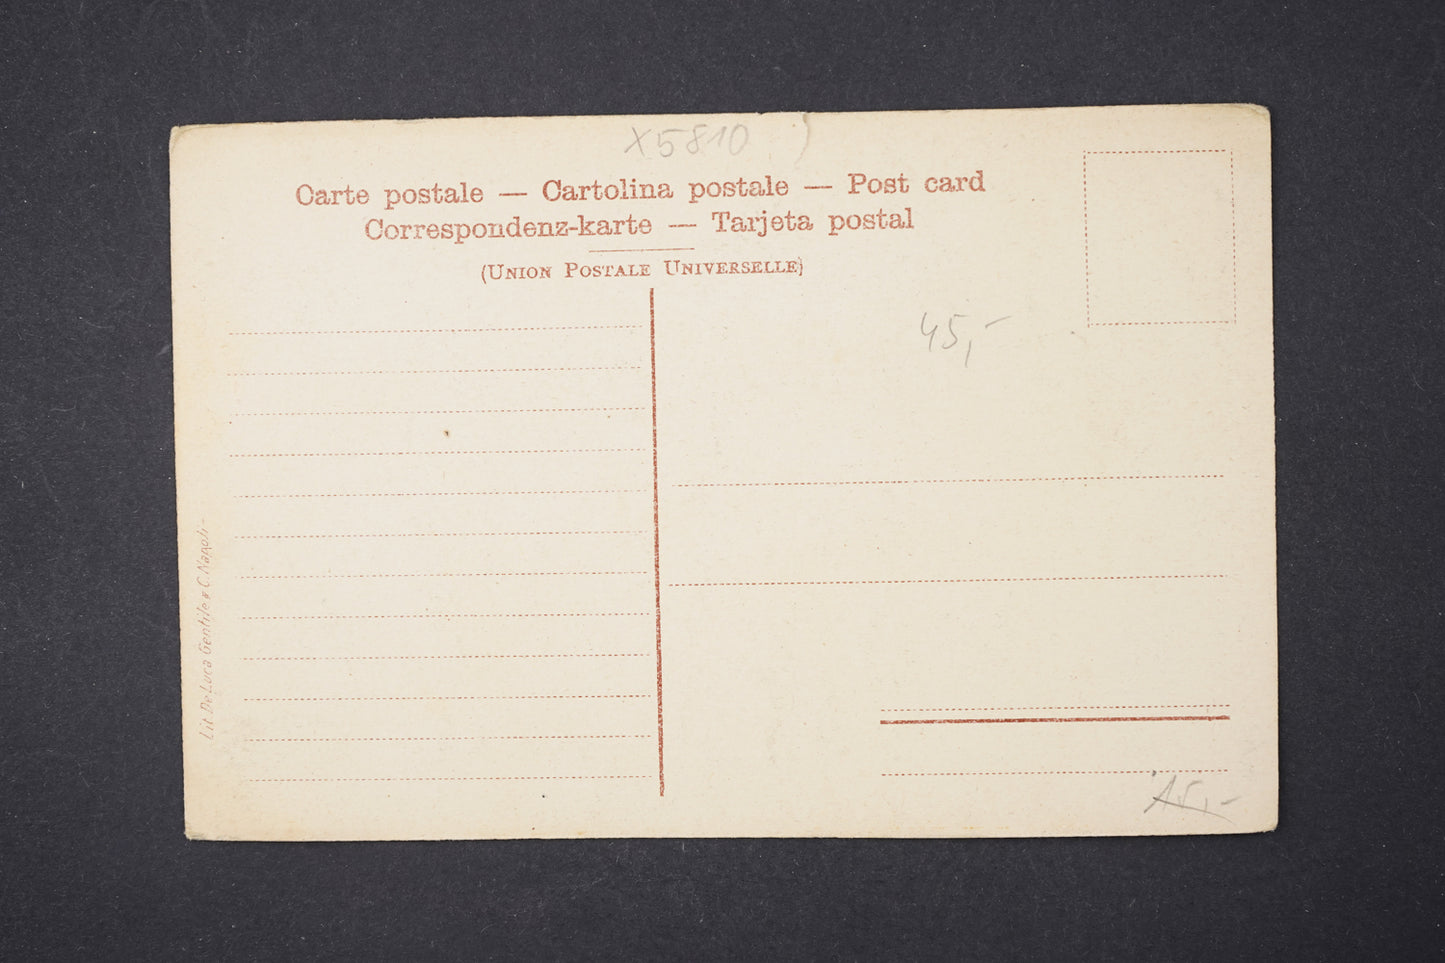 X5810
Carte postale — Cartolina postale — Post card
Correspondenz-karte — Tarjeta postal
(UNION POSTALE UNIVERSELLE)
45,-
Lit. De Luca Gentile e C. Napoli-
15,-